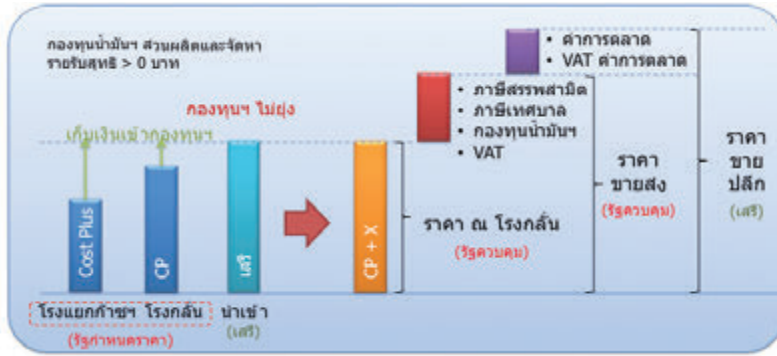 กองทุนน้ำมันฯ ส่วนผลิตและจัดหา
รายรับสุทธิ > 0 บาท
กองทุนฯ ไม่ยุ่ง
เก็บเงินเข้ากองทุนฯ
Cost Plus
CP
เสรี
CP + X
โรงแยกก๊าซฯ โรงกลั่น
(รัฐกำหนดราคา)
นำเข้า
(เสรี)
• ภาษีสรรพสามิต
• ภาษีเทศบาล
• กองทุนน้ำมันฯ
• VAT
• ค่าการตลาด
• VAT ค่าการตลาด
ราคา ณ โรงกลั่น
(รัฐควบคุม)
ราคา
ขายส่ง
(รัฐควบคุม)
ราคา
ขาย
ปลีก
(เสรี)